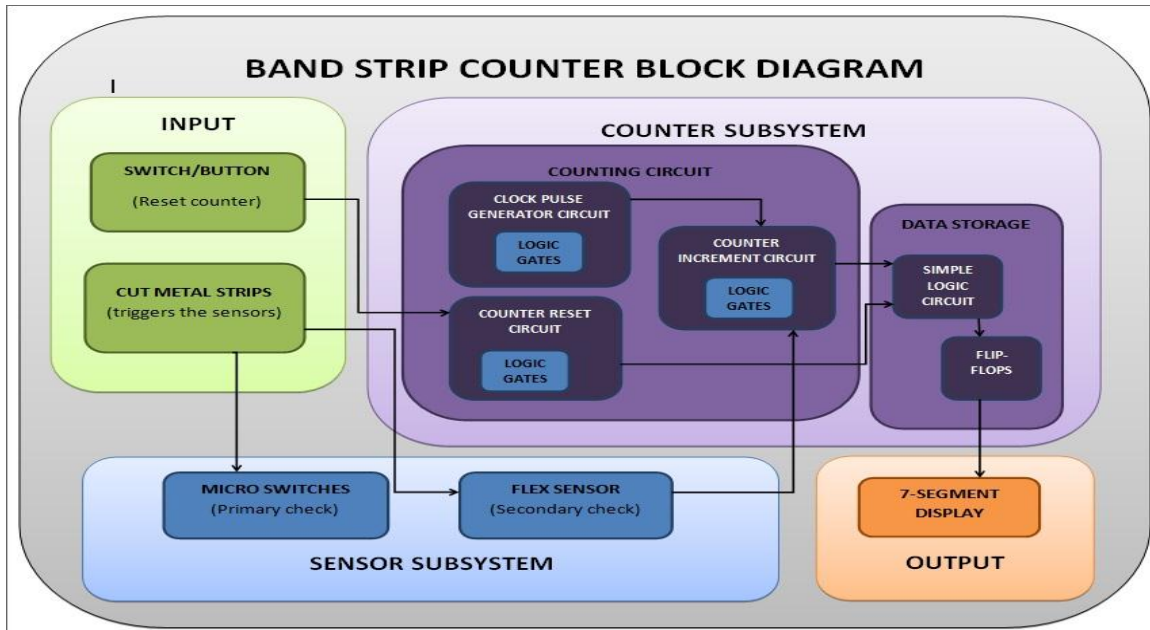 BAND STRIP COUNTER BLOCK DIAGRAM
I
INPUT
SWITCH/BUTTON
(Reset counter)
CUT METAL STRIPS
(triggers the sensors)
COUNTER SUBSYSTEM
COUNTING CIRCUIT
CLOCK PULSE
GENERATOR CIRCUIT
LOGIC
GATES
COUNTER RESET
CIRCUIT
LOGIC
GATES
COUNTER
INCREMENT CIRCUIT
LOGIC
GATES
DATA STORAGE
SIMPLE
LOGIC
CIRCUIT
FLIP-
FLOPS
MICRO SWITCHES
(Primary check)
FLEX SENSOR
(Secondary check)
SENSOR SUBSYSTEM
7-SEGMENT
DISPLAY
OUTPUT